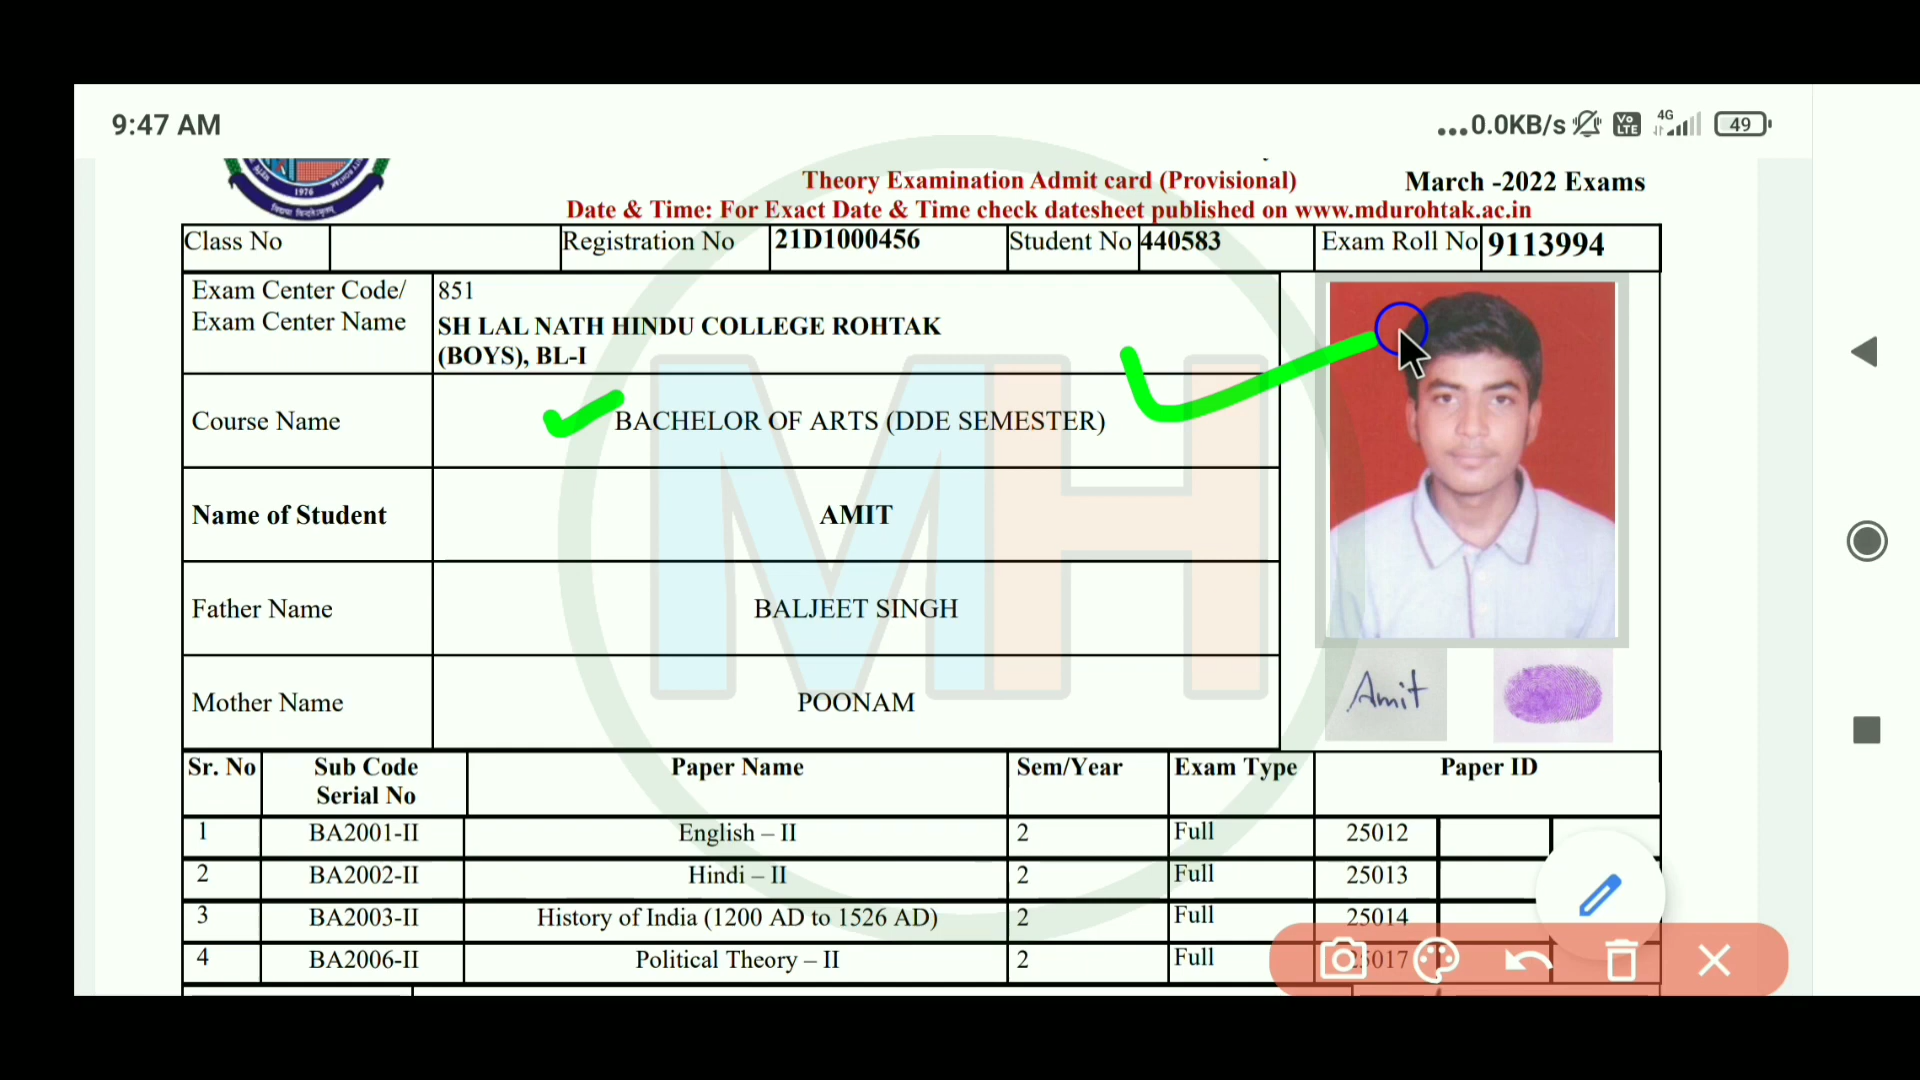 9:47 AM
...0.0KB/s Vo LTE 4G 49
1976
Theory Examination Admit card (Provisional)
March -2022 Exams
Date & Time: For Exact Date & Time check datesheet published on www.mdurohtak.ac.in
Class No Registration No 21D1000456 Student No 440583 Exam Roll No 9113994
Exam Center Code/ 851
Exam Center Name SH LAL NATH HINDU COLLEGE ROHTAK
(BOYS), BL-I
Course Name BACHELOR OF ARTS (DDE SEMESTER)
MH
Name of Student AMIT
Father Name BALJEET SINGH
Mother Name POONAM
Amit
Sr. No Sub Code Paper Name Sem/Year Exam Type Paper ID
Serial No
1 BA2001-II English – II 2 Full 25012
2 BA2002-II Hindi – II 2 Full 25013
3 BA2003-II History of India (1200 AD to 1526 AD) 2 Full 25014
4 BA2006-II Political Theory – II 2 Full 25017